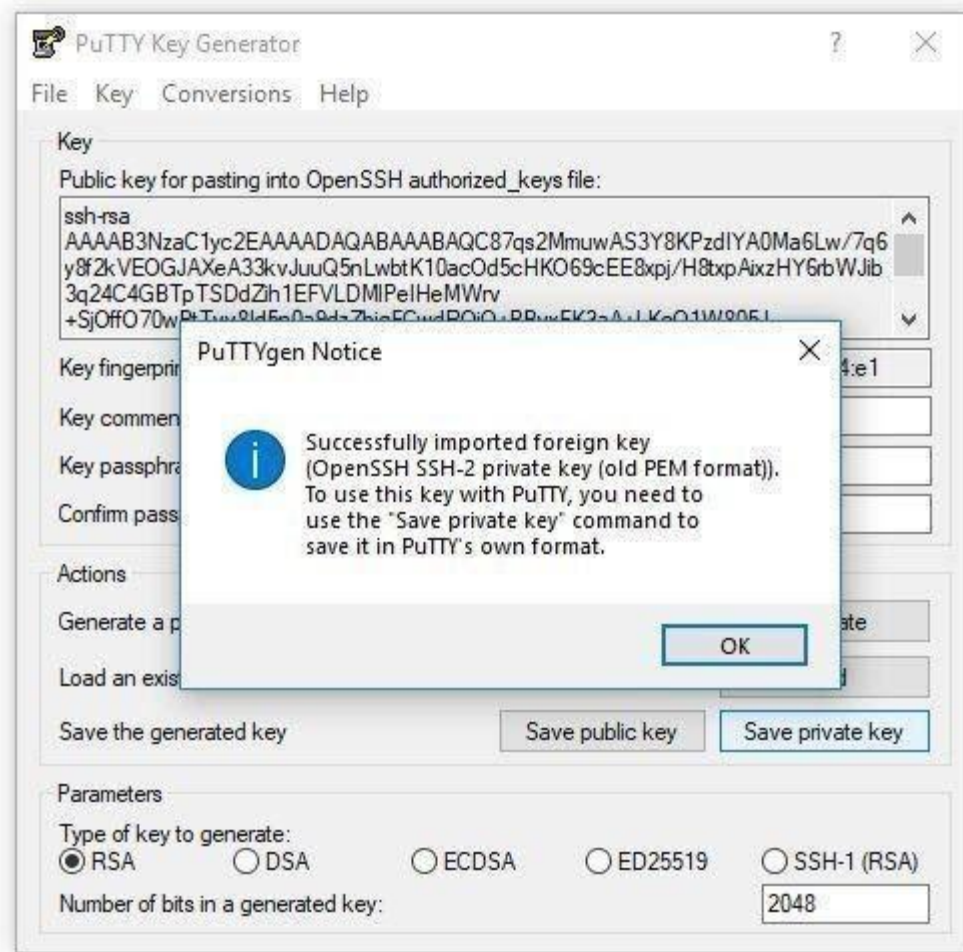 PuTTY Key Generator
?
File Key Conversions Help
Key
Public key for pasting into OpenSSH authorized_keys file:
ssh-rsa
AAAAB3NzaC1yc2EAAAADAQABAAABAQC87qs2MmuwAS3Y8KPzdIYA0Ma6Lw/7q6
y8f2kVEOGJAXeA33kvJuuQ5nLwbtK10acOd5cHKO69cEE8xpj/H8txpAixzHY6rbWJib
3q24C4GBTpTSDdZih1EFVLDMIPeIHeMWrv
PuTTYgen Notice
Key fingerprin
4:e1
Key commen
Key passphra
Confirm pass
Successfully imported foreign key
(OpenSSH SSH-2 private key (old PEM format)).
To use this key with PuTTY, you need to
use the "Save private key" command to
save it in PuTTY's own format.
OK
Actions
Generate a p
ate
Load an exist
Save the generated key
Save public key
Save private key
Parameters
Type of key to generate:
RSA DSA ECDSA ED25519 SSH-1 (RSA)
Number of bits in a generated key:
2048